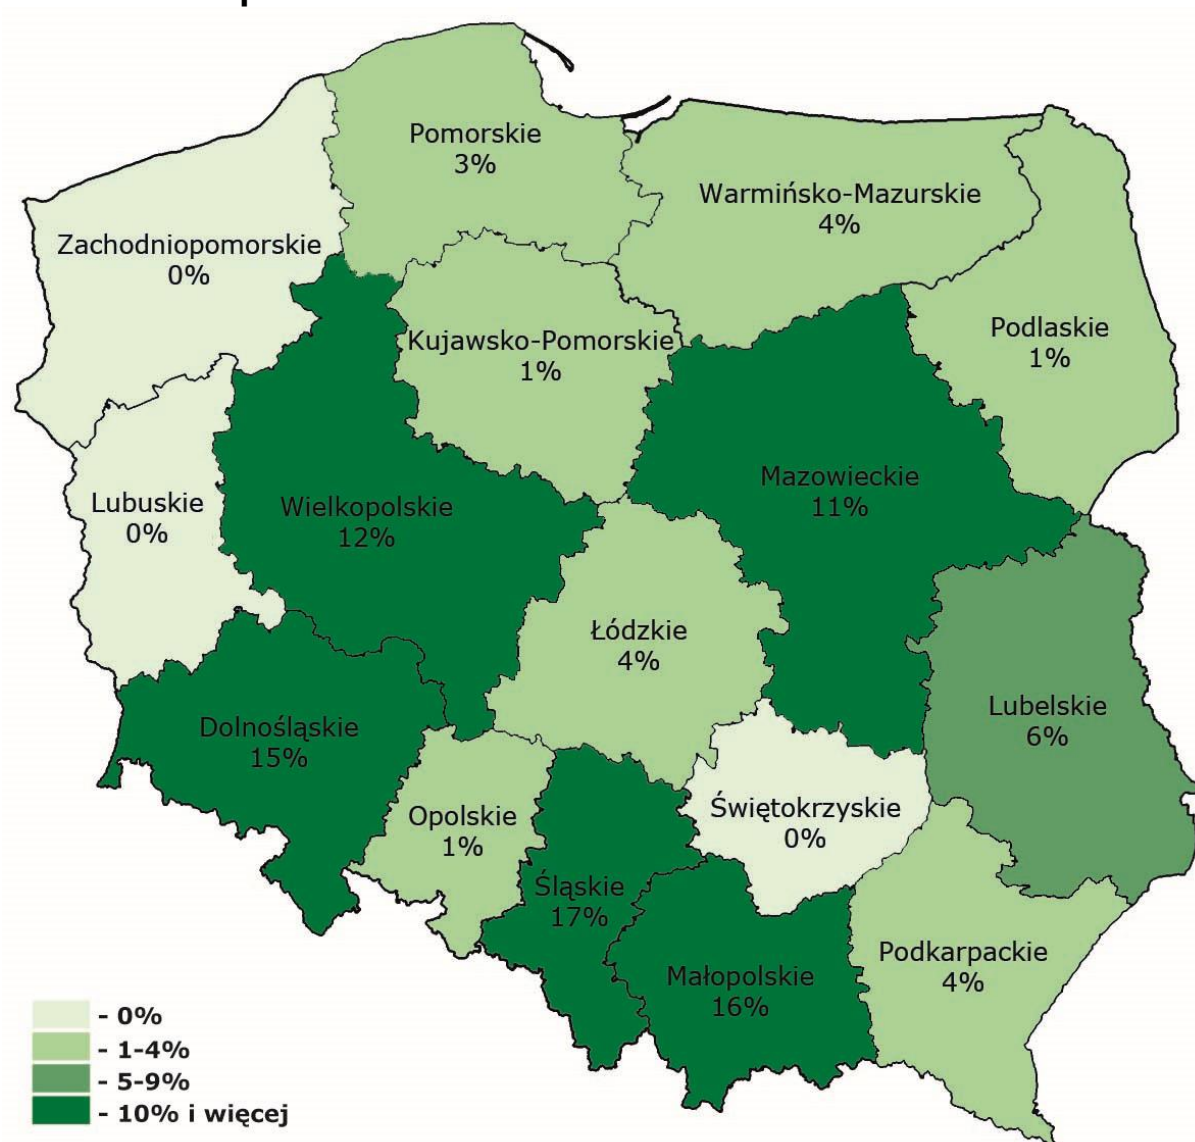 Pomorskie
3%
Warmińsko-Mazurskie
4%
Zachodniopomorskie
0%
Kujawsko-Pomorskie
1%
Podlaskie
1%
Mazowieckie
11%
Lubuskie
0%
Wielkopolskie
12%
Łódzkie
4%
Lubelskie
6%
Dolnośląskie
15%
Opolskie
1%
Świętokrzyskie
0%
Śląskie
17%
Małopolskie
16%
Podkarpackie
4%
- 0%
- 1-4%
- 5-9%
- 10% i więcej